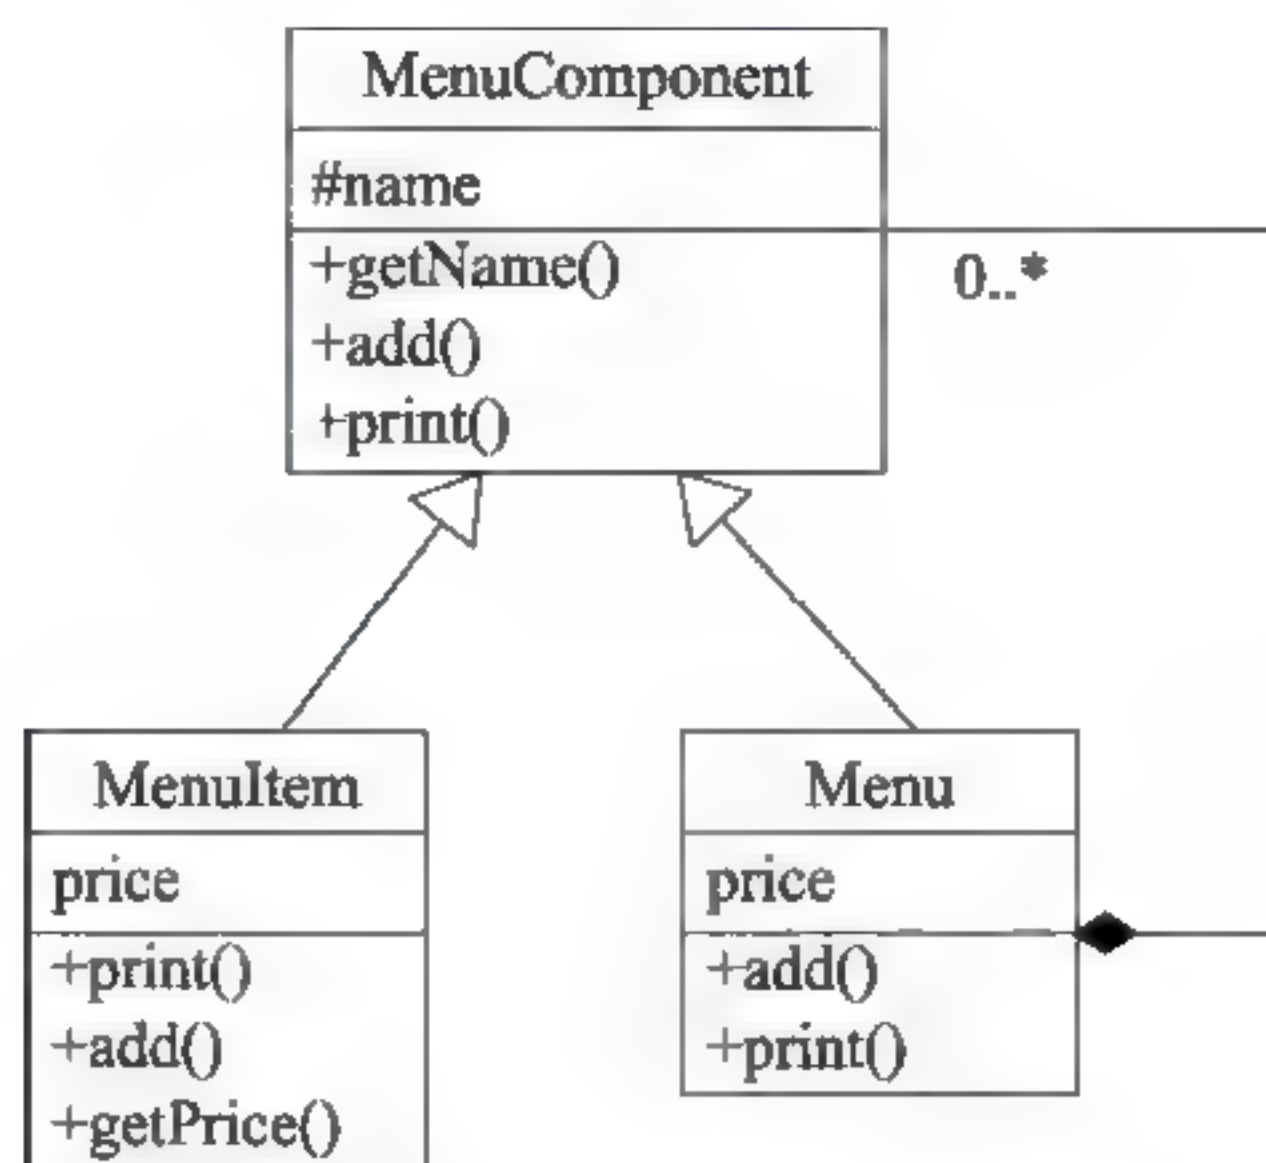 MenuComponent
#name
+getName()
0..*
+add()
+print()
MenuItem
price
+print()
+add()
+getPrice()
Menu
price
+add()
+print()